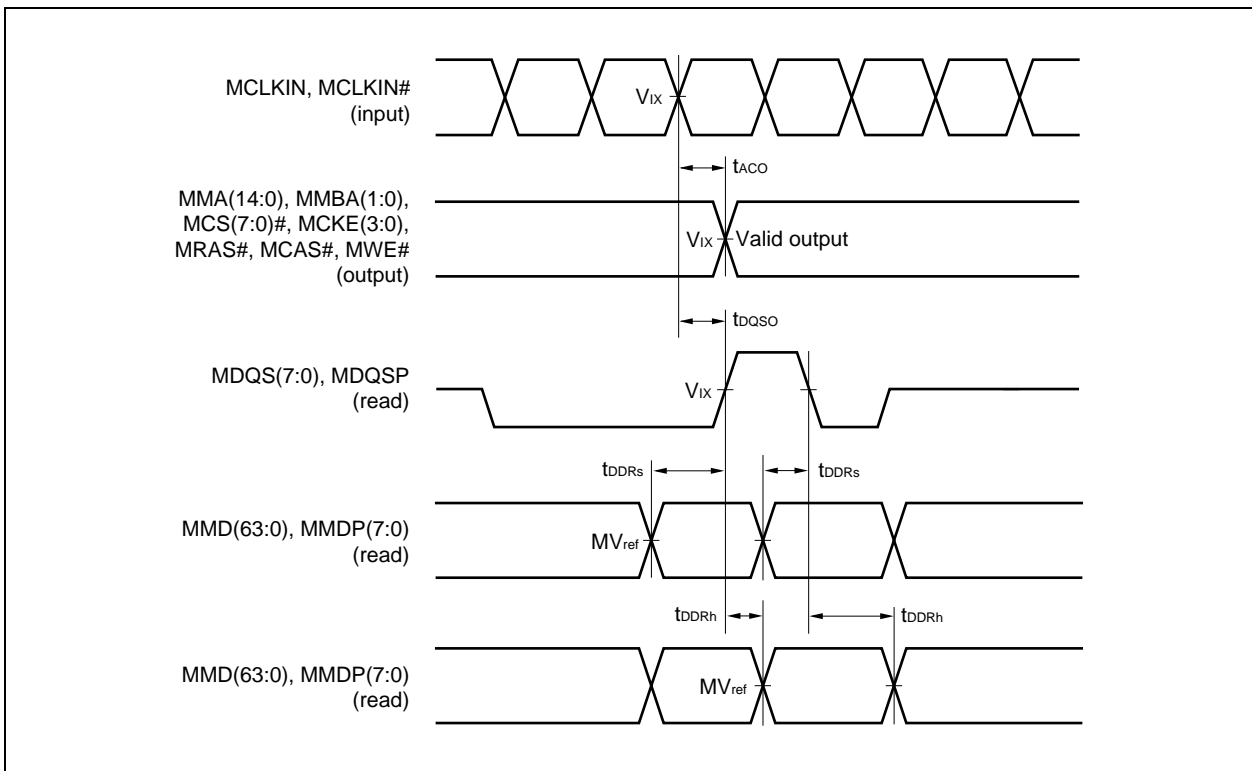 MCLKIN, MCLKIN#
(input)
VIX
tACO
MMA(14:0), MMBA(1:0),
MCS(7:0)#, MCKE(3:0),
MRAS#, MCAS#, MWE#
(output)
VIX
Valid output
tDQSO
MDQS(7:0), MDQSP
(read)
VIX
tDDRs
tDDRs
MMD(63:0), MMDP(7:0)
(read)
MVref
tDDRh
tDDRh
MMD(63:0), MMDP(7:0)
(read)
MVref